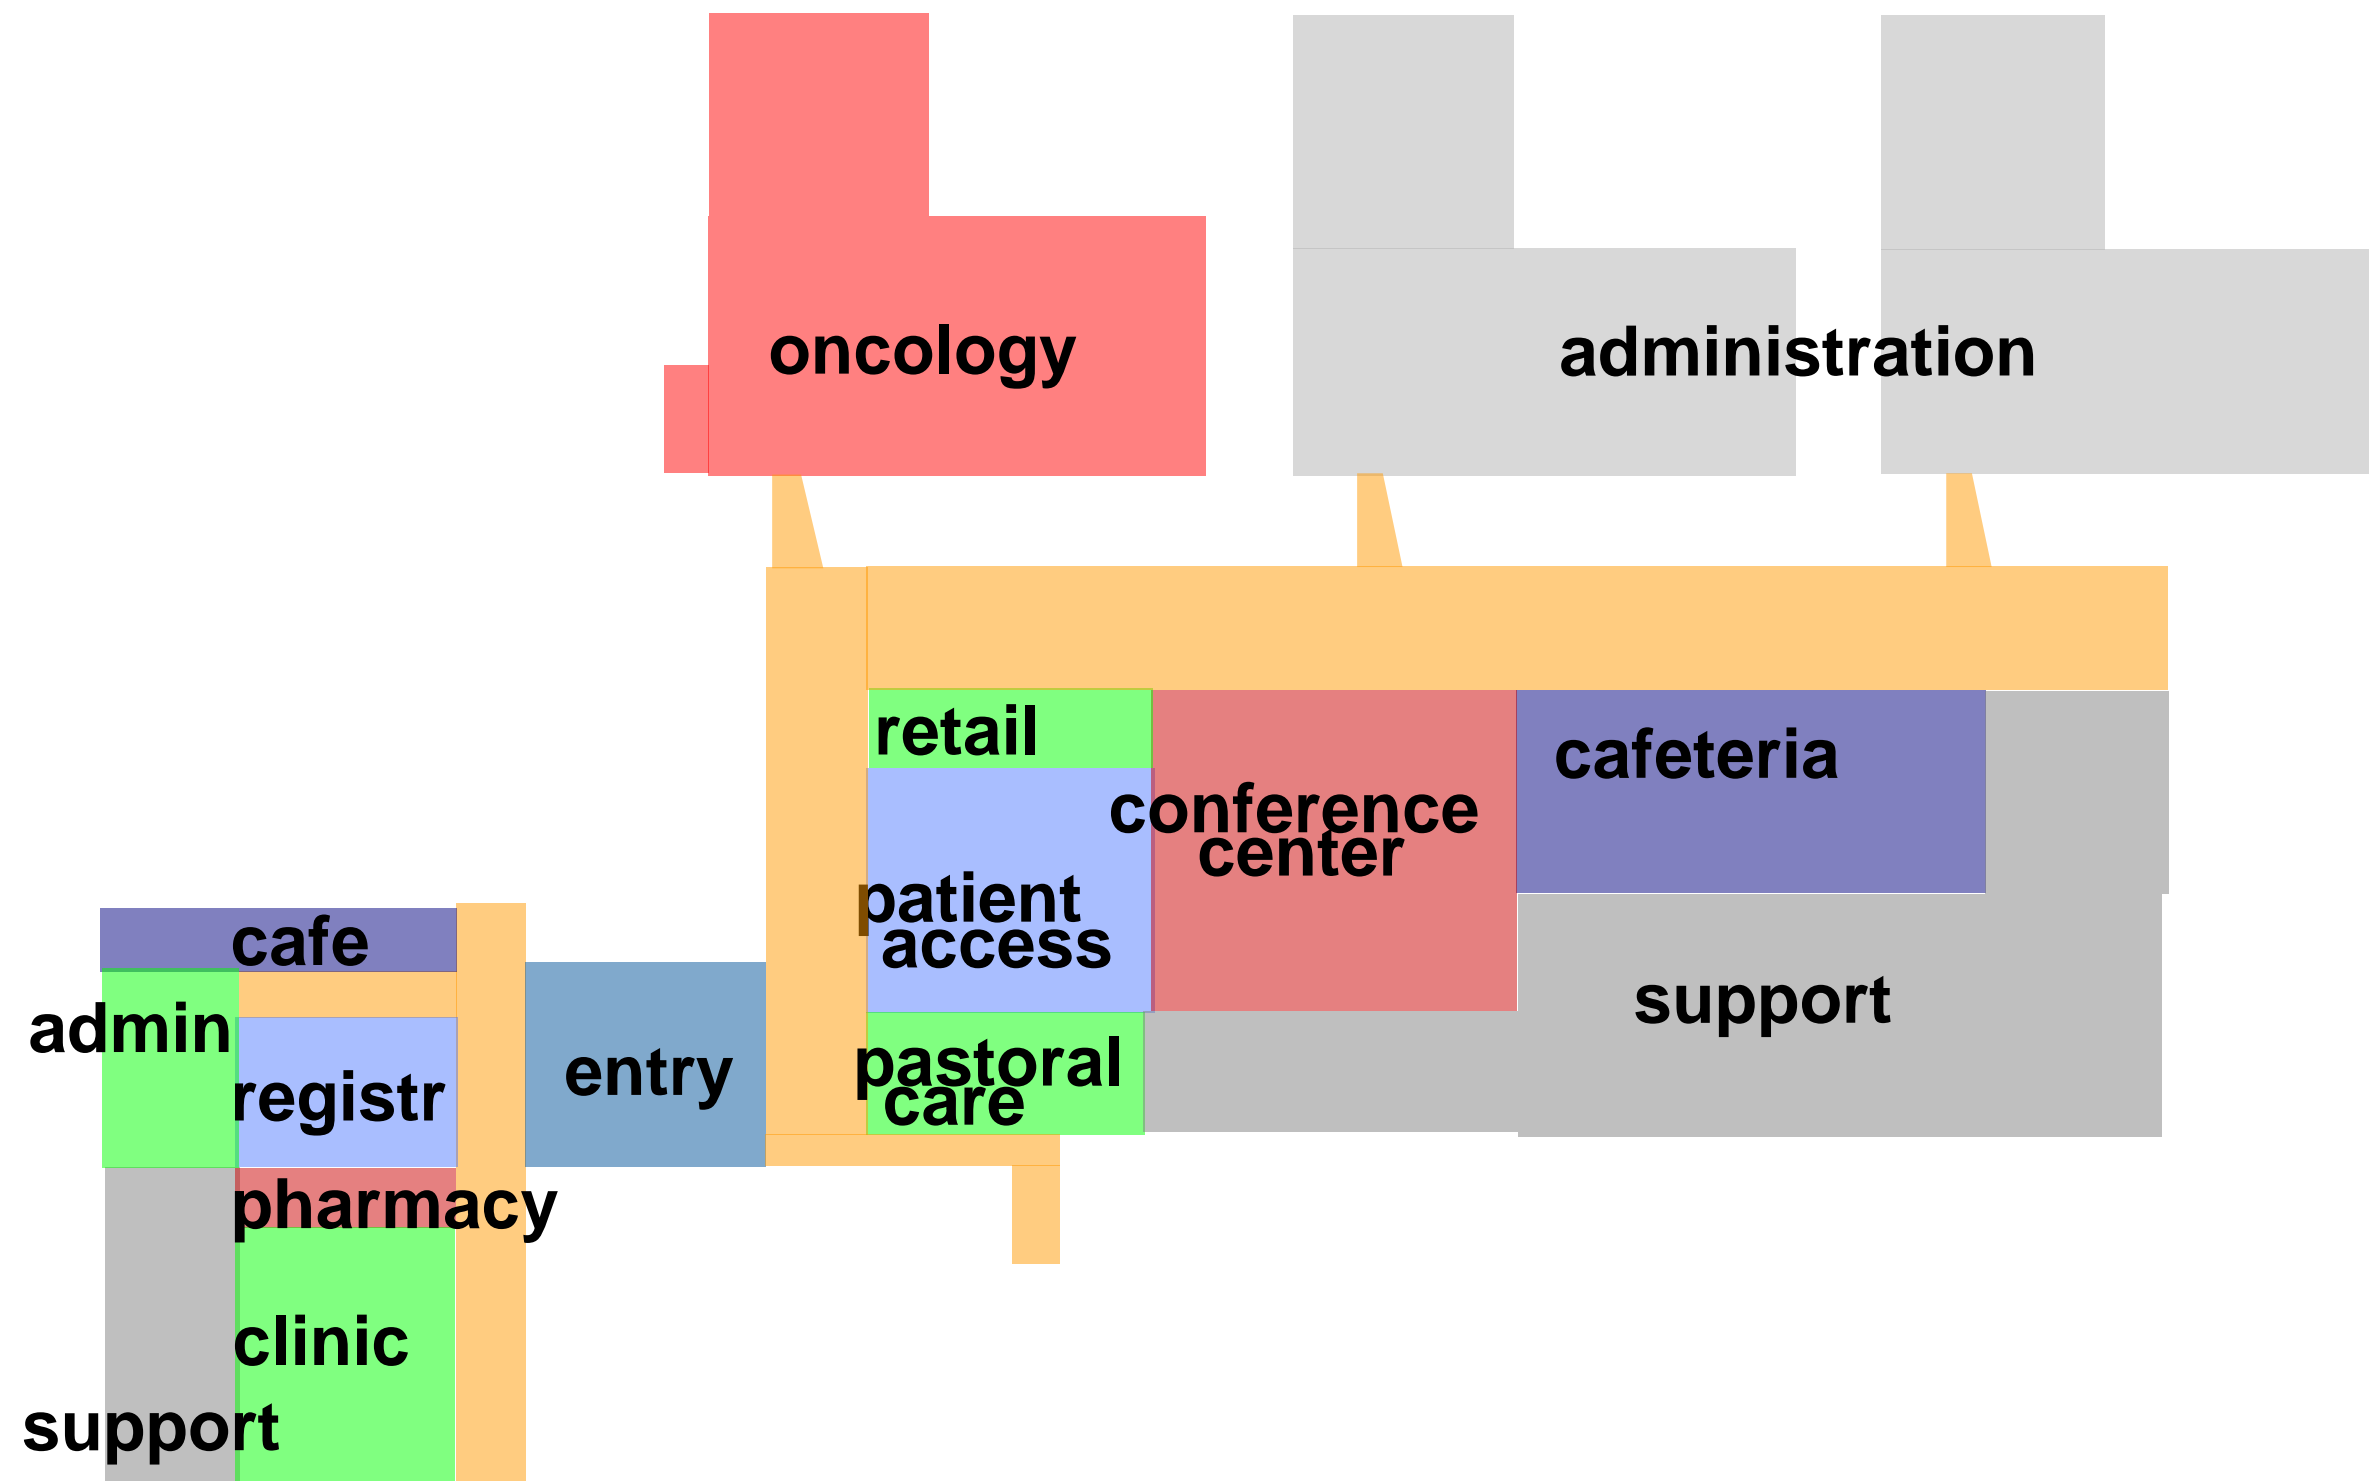 oncology
administration
retail
cafeteria
conference
center
patient
access
cafe
support
admin
entry
pastoral
care
registr
pharmacy
clinic
support